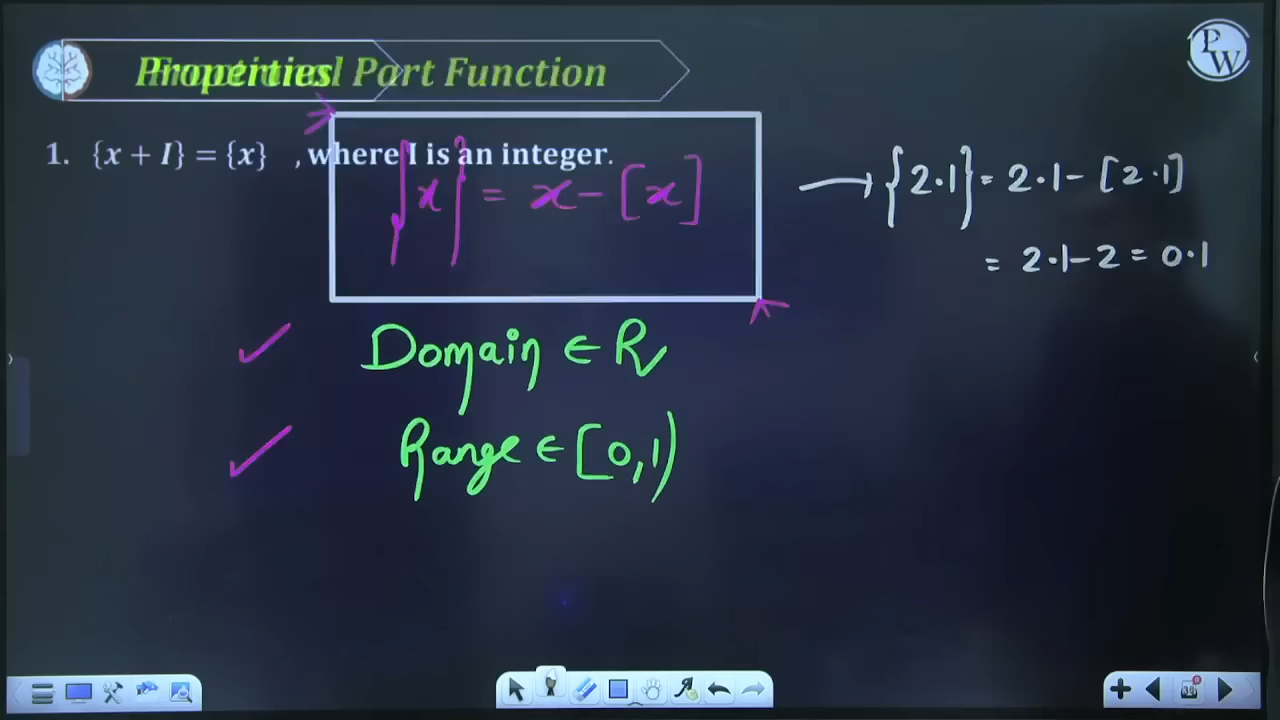 Properties
Fractional Part Function
PW
1. {x + I} = {x} , where I is an integer.
{x} = x - [x]
{2.1} = 2.1 - [2.1]
= 2.1 - 2 = 0.1
Domain ∈ R
Range ∈ [0,1)